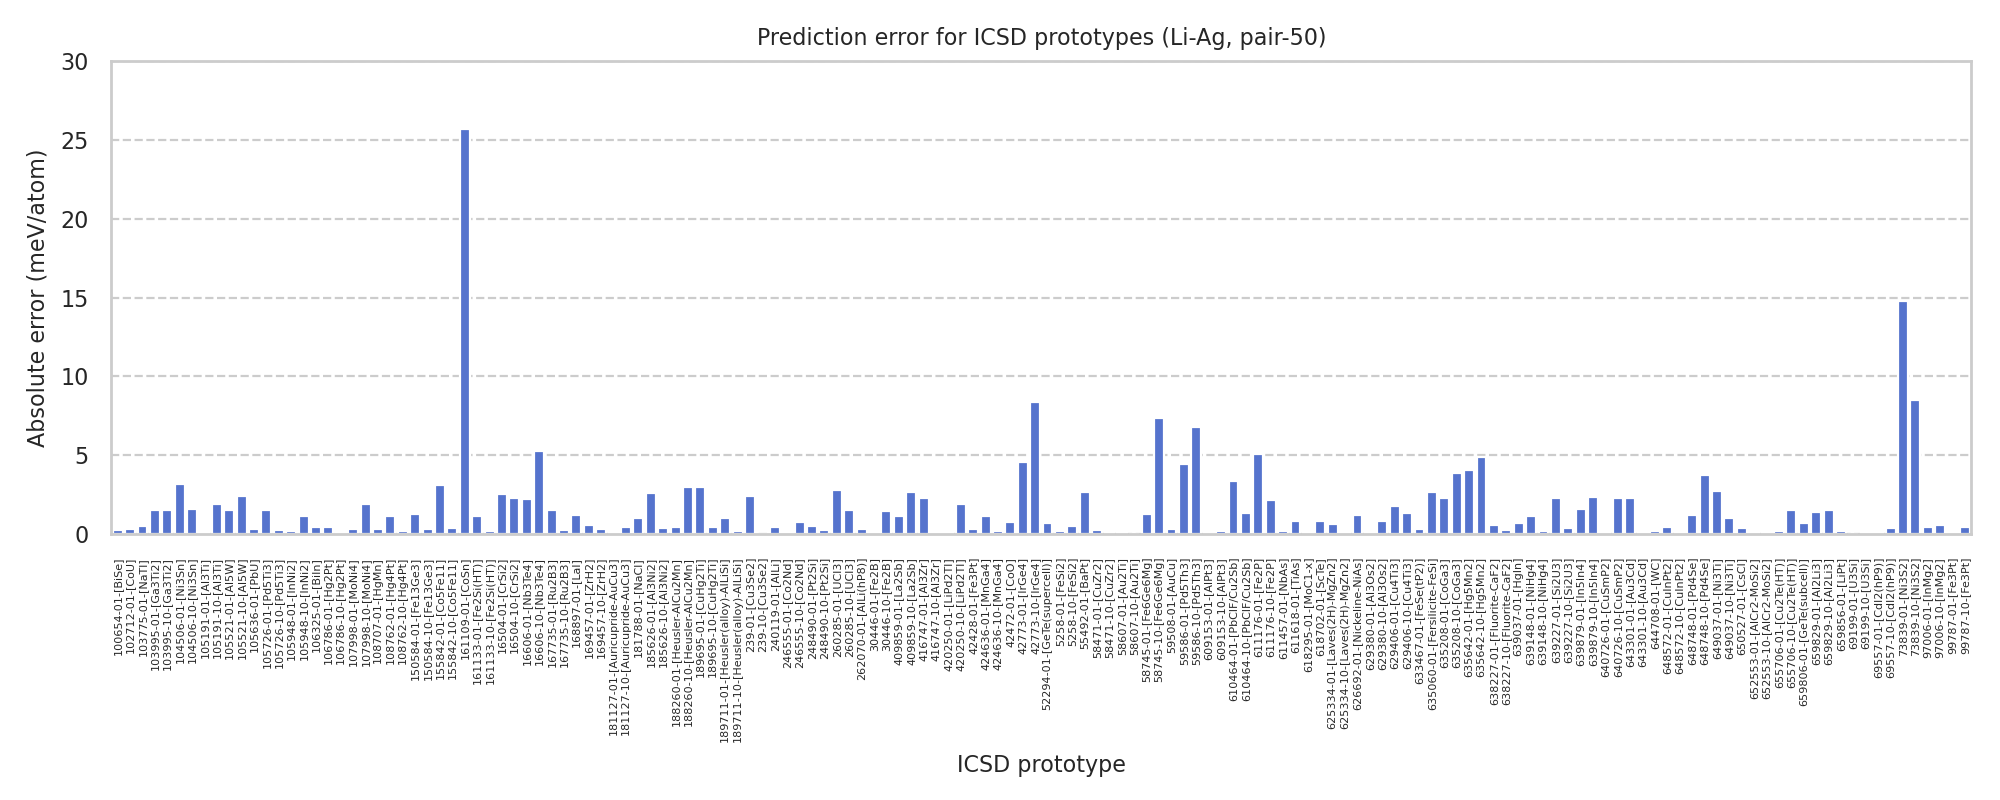 Prediction error for ICSD prototypes (Li-Ag, pair-50)
Absolute error (meV/atom)
30
25
20
15
10
5
0
100654-01-[BiSe]
102712-01-[CoU]
103775-01-[NaTl]
103995-01-[Ga3Ti2]
103995-10-[Ga3Ti2]
104506-01-[Ni3Sn]
104506-10-[Ni3Sn]
105191-01-[Al3Ti]
105191-10-[Al3Ti]
105521-01-[Al5W]
105521-10-[Al5W]
105636-01-[PbU]
105726-01-[Pd5Ti3]
105726-10-[Pd5Ti3]
105948-01-[InNi2]
105948-10-[InNi2]
106325-01-[BiIn]
106786-01-[Hg2Pt]
106786-10-[Hg2Pt]
107998-01-[MoNi4]
107998-10-[MoNi4]
108707-01-[HgMn]
108762-01-[Hg4Pt]
108762-10-[Hg4Pt]
150584-01-[Fe13Ge3]
150584-10-[Fe13Ge3]
155842-01-[Co5Fe11]
155842-10-[Co5Fe11]
161109-01-[CoSn]
161133-01-[Fe2Si(HT)]
161133-10-[Fe2Si(HT)]
16504-01-[CrSi2]
16504-10-[CrSi2]
16606-01-[Nb3Te4]
16606-10-[Nb3Te4]
167735-01-[Ru2B3]
167735-10-[Ru2B3]
168897-01-[LaI]
169457-01-[ZrH2]
169457-10-[ZrH2]
181127-01-[Auricupride-AuCu3]
181127-10-[Auricupride-AuCu3]
181788-01-[NaCl]
185626-01-[Al3Ni2]
185626-10-[Al3Ni2]
188260-01-[Heusler-AlCu2Mn]
188260-10-[Heusler-AlCu2Mn]
189695-01-[CuHg2Ti]
189695-10-[CuHg2Ti]
189711-01-[Heusler(alloy)-AlLiSi]
189711-10-[Heusler(alloy)-AlLiSi]
239-01-[Cu3Se2]
239-10-[Cu3Se2]
240119-01-[AlLi]
246555-01-[Co2Nd]
246555-10-[Co2Nd]
248490-01-[Pt2Si]
248490-10-[Pt2Si]
260285-01-[UCl3]
260285-10-[UCl3]
262070-01-[AlLi(hP8)]
30446-01-[Fe2B]
30446-10-[Fe2B]
409859-01-[La2Sb]
409859-10-[La2Sb]
416747-01-[Al3Zr]
416747-10-[Al3Zr]
420250-01-[LiPd2Tl]
420250-10-[LiPd2Tl]
42428-01-[Fe3Pt]
424636-01-[MnGa4]
424636-10-[MnGa4]
42472-01-[CoO]
42773-01-[IrGe4]
42773-10-[IrGe4]
52294-01-[GeTe(supercell)]
5258-01-[FeSi2]
5258-10-[FeSi2]
55492-01-[BaPt]
58471-01-[CuZr2]
58471-10-[CuZr2]
58607-01-[Au2Ti]
58607-10-[Au2Ti]
58745-01-[Fe6Ge6Mg]
58745-10-[Fe6Ge6Mg]
59508-01-[AuCu]
59586-01-[Pd5Th3]
59586-10-[Pd5Th3]
609153-01-[AlPt3]
609153-10-[AlPt3]
610464-01-[PbClF/Cu2Sb]
610464-10-[PbClF/Cu2Sb]
611176-01-[Fe2P]
611176-10-[Fe2P]
611457-01-[NbAs]
611618-01-[TiAs]
618295-01-[MoC1-x]
618702-01-[ScTe]
625334-01-[Laves(2H)-MgZn2]
625334-10-[Laves(2H)-MgZn2]
626692-01-[Nickeline-NiAs]
629380-01-[Al3Os2]
629380-10-[Al3Os2]
629406-01-[Cu4Ti3]
629406-10-[Cu4Ti3]
633467-01-[FeSe(tP2)]
635060-01-[Fersilicite-FeSi]
635208-01-[CoGa3]
635208-10-[CoGa3]
635642-01-[Hg5Mn2]
635642-10-[Hg5Mn2]
638227-01-[Fluorite-CaF2]
638227-10-[Fluorite-CaF2]
639037-01-[HgIn]
639148-01-[NiHg4]
639148-10-[NiHg4]
639227-01-[Si2U3]
639227-10-[Si2U3]
639879-01-[In5In4]
639879-10-[In5In4]
640726-01-[CuSmP2]
640726-10-[CuSmP2]
643301-01-[Au3Cd]
643301-10-[Au3Cd]
644708-01-[WC]
648572-01-[CuInPt2]
648572-10-[CuInPt2]
648748-01-[Pd4Se]
648748-10-[Pd4Se]
649037-01-[Ni3Ti]
649037-10-[Ni3Ti]
650527-01-[CsCl]
652553-01-[AlCr2-MoSi2]
652553-10-[AlCr2-MoSi2]
655706-01-[Cu2Te(HT)]
655706-10-[Cu2Te(HT)]
659806-01-[GeTe(subcell)]
659829-01-[Al2Li3]
659829-10-[Al2Li3]
659856-01-[LiPt]
69199-01-[U3Si]
69199-10-[U3Si]
69557-01-[CdI2(hP9)]
69557-10-[CdI2(hP9)]
73839-01-[Ni3S2]
73839-10-[Ni3S2]
97006-01-[InMg2]
97006-10-[InMg2]
99787-01-[Fe3Pt]
99787-10-[Fe3Pt]
ICSD prototype